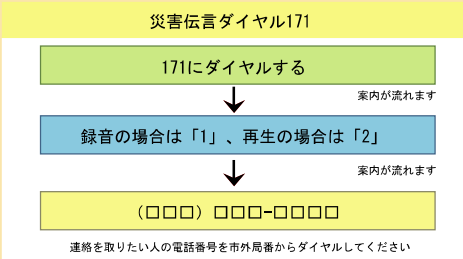 災害伝言ダイヤル171
171にダイヤルする
案内が流れます
録音の場合は「1」、再生の場合は「2」
案内が流れます
（□□□）□□□-□□□□
連絡を取りたい人の電話番号を市外局番からダイヤルしてください